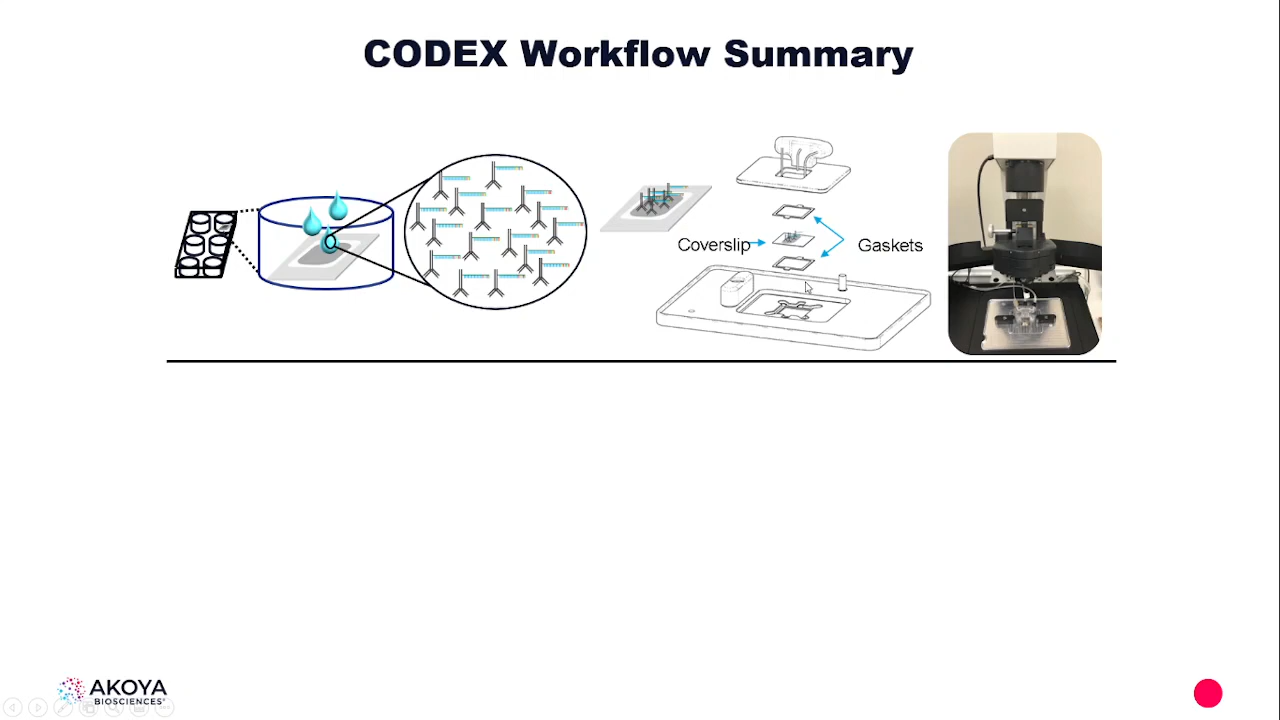 CODEX Workflow Summary
Coverslip
Gaskets
AKOYA
BIOSCIENCES